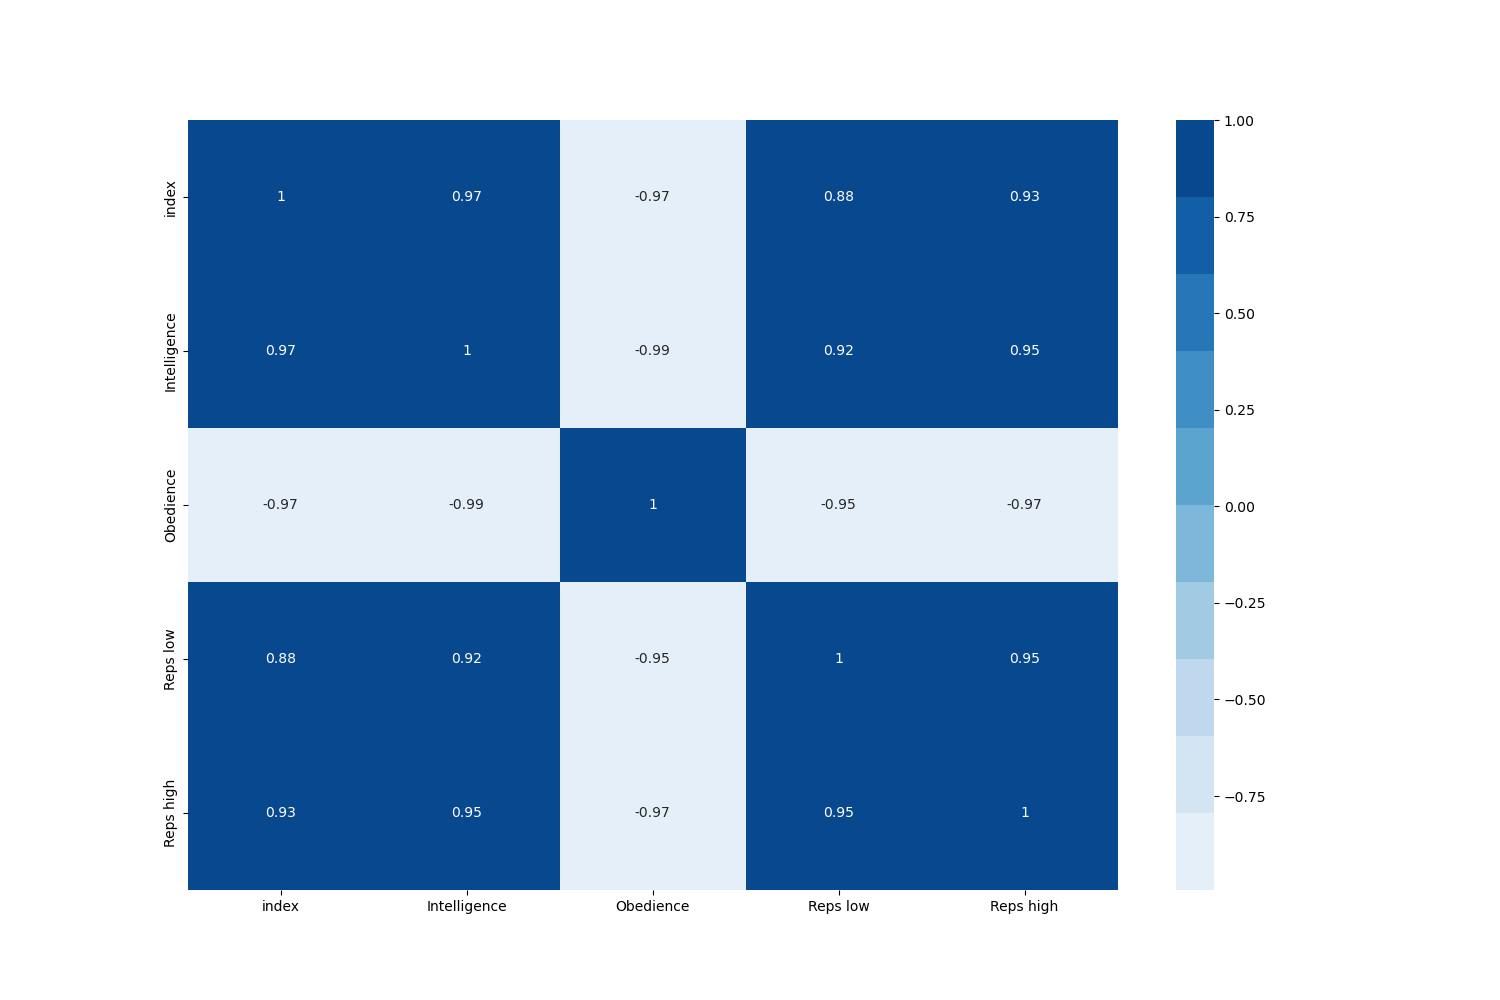 1.00
index 1 0.97 -0.97 0.88 0.93
0.75
0.50
Intelligence 0.97 1 -0.99 0.92 0.95
0.25
Obedience -0.97 -0.99 1 -0.95 -0.97
0.00
−0.25
Reps low 0.88 0.92 -0.95 1 0.95
−0.50
−0.75
Reps high 0.93 0.95 -0.97 0.95 1
index Intelligence Obedience Reps low Reps high